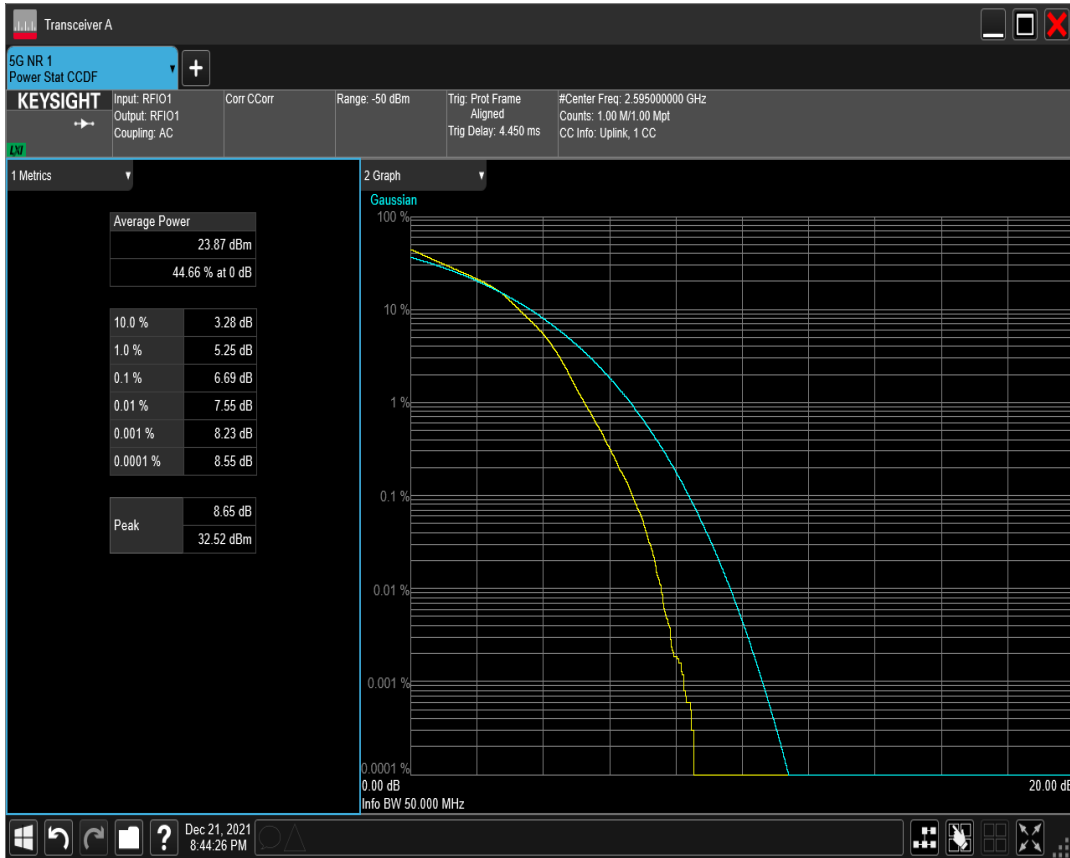 Transceiver A
5G NR 1
Power Stat CCDF
+
KEYSIGHT
LXI
Input: RFIO1
Output: RFIO1
Coupling: AC
Corr CCorr
Range: -50 dBm
Trig: Prot Frame
Aligned
Trig Delay: 4.450 ms
#Center Freq: 2.595000000 GHz
Counts: 1.00 M/1.00 Mpt
CC Info: Uplink, 1 CC
1 Metrics
Average Power
23.87 dBm
44.66 % at 0 dB
10.0 % 3.28 dB
1.0 % 5.25 dB
0.1 % 6.69 dB
0.01 % 7.55 dB
0.001 % 8.23 dB
0.0001 % 8.55 dB
Peak
8.65 dB
32.52 dBm
2 Graph
Gaussian
100 %
10 %
1 %
0.1 %
0.01 %
0.001 %
0.0001 %
0.00 dB
20.00 dB
Info BW 50.000 MHz
?
Dec 21, 2021
8:44:26 PM